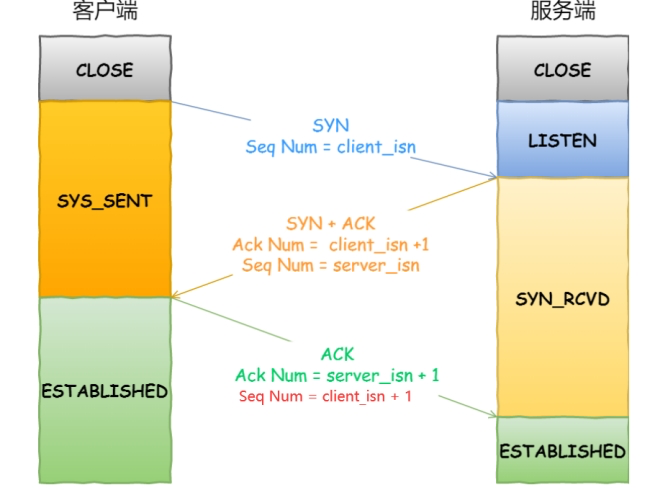 客户端
服务端
CLOSE
CLOSE
SYN
Seq Num = client_isn
LISTEN
SYS_SENT
SYN + ACK
Ack Num = client_isn +1
Seq Num = server_isn
SYN_RCVD
ACK
Ack Num = server_isn + 1
Seq Num = client_isn + 1
ESTABLISHED
ESTABLISHED